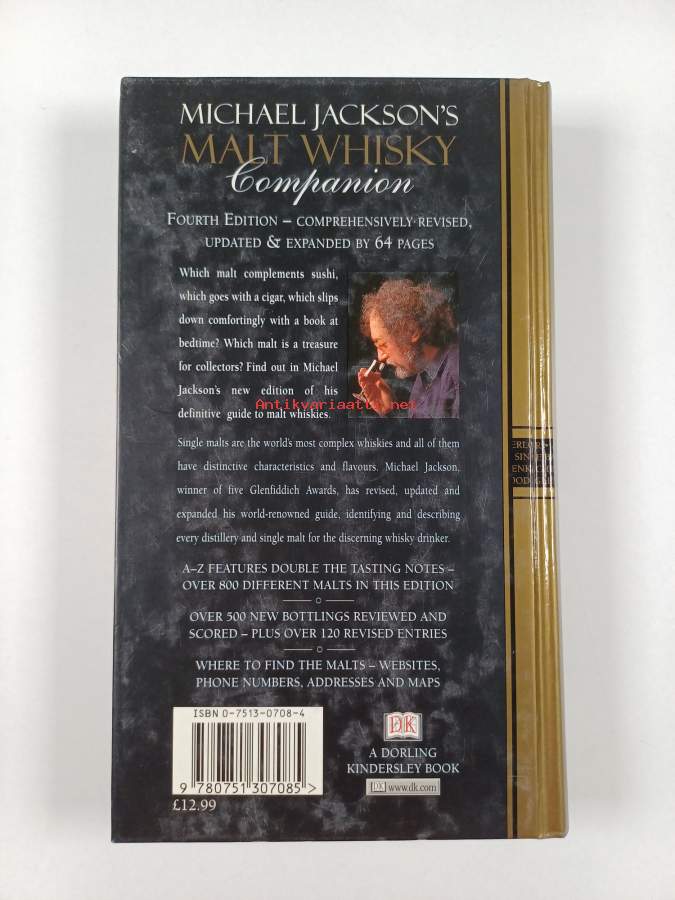 MICHAEL JACKSON'S
MALT WHISKY
Companion
FOURTH EDITION – COMPREHENSIVELY REVISED,
UPDATED & EXPANDED BY 64 PAGES
Which malt complements sushi,
which goes with a cigar, which slips
down comfortingly with a book at
bedtime? Which malt is a treasure
for collectors? Find out in Michael
Jackson's new edition of his
definitive guide to malt whiskies.
Antikvariaatti.net
Single malts are the world's most complex whiskies and all of them
have distinctive characteristics and flavours. Michael Jackson,
winner of five Glenfiddich Awards, has revised, updated and
expanded his world-renowned guide, identifying and describing
every distillery and single malt for the discerning whisky drinker.
A–Z FEATURES DOUBLE THE TASTING NOTES –
OVER 800 DIFFERENT MALTS IN THIS EDITION
OVER 500 NEW BOTTLINGS REVIEWED AND
SCORED – PLUS OVER 120 REVISED ENTRIES
WHERE TO FIND THE MALTS – WEBSITES,
PHONE NUMBERS, ADDRESSES AND MAPS
ISBN 0-7513-0708-4
9 780751 307085 >
£12.99
DK
A DORLING
KINDERSLEY BOOK
DK www.dk.com